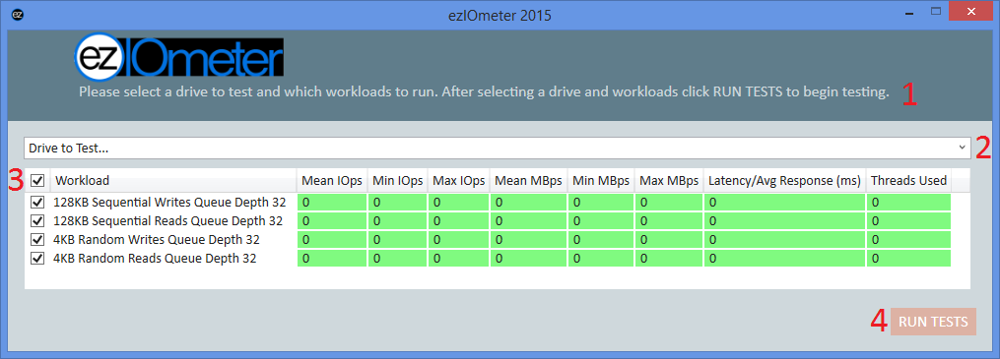 ezIOmeter 2015
ezIOmeter
Please select a drive to test and which workloads to run. After selecting a drive and workloads click RUN TESTS to begin testing. 1
Drive to Test... 2
3 Workload Mean IOps Min IOps Max IOps Mean MBps Min MBps Max MBps Latency/Avg Response (ms) Threads Used
128KB Sequential Writes Queue Depth 32 0 0 0 0 0 0 0 0
128KB Sequential Reads Queue Depth 32 0 0 0 0 0 0 0 0
4KB Random Writes Queue Depth 32 0 0 0 0 0 0 0 0
4KB Random Reads Queue Depth 32 0 0 0 0 0 0 0 0
4 RUN TESTS